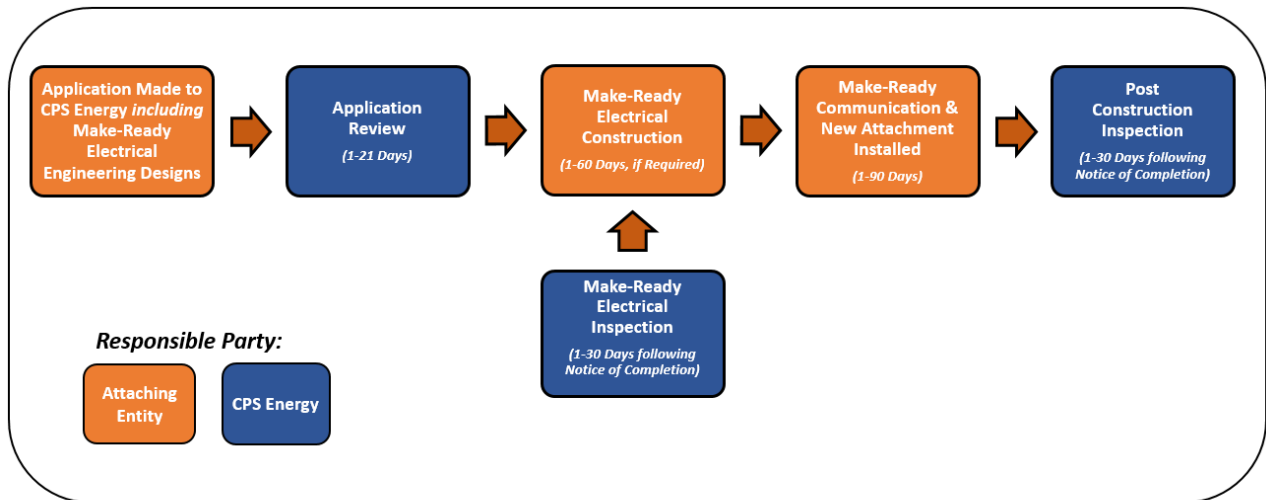 Application Made to
CPS Energy including
Make-Ready
Electrical
Engineering Designs
Application
Review
(1-21 Days)
Make-Ready
Electrical
Construction
(1-60 Days, if Required)
Make-Ready
Communication &
New Attachment
Installed
(1-90 Days)
Post
Construction
Inspection
(1-30 Days following
Notice of Completion)
Make-Ready
Electrical
Inspection
(1-30 Days following
Notice of Completion)
Responsible Party:
Attaching
Entity
CPS Energy